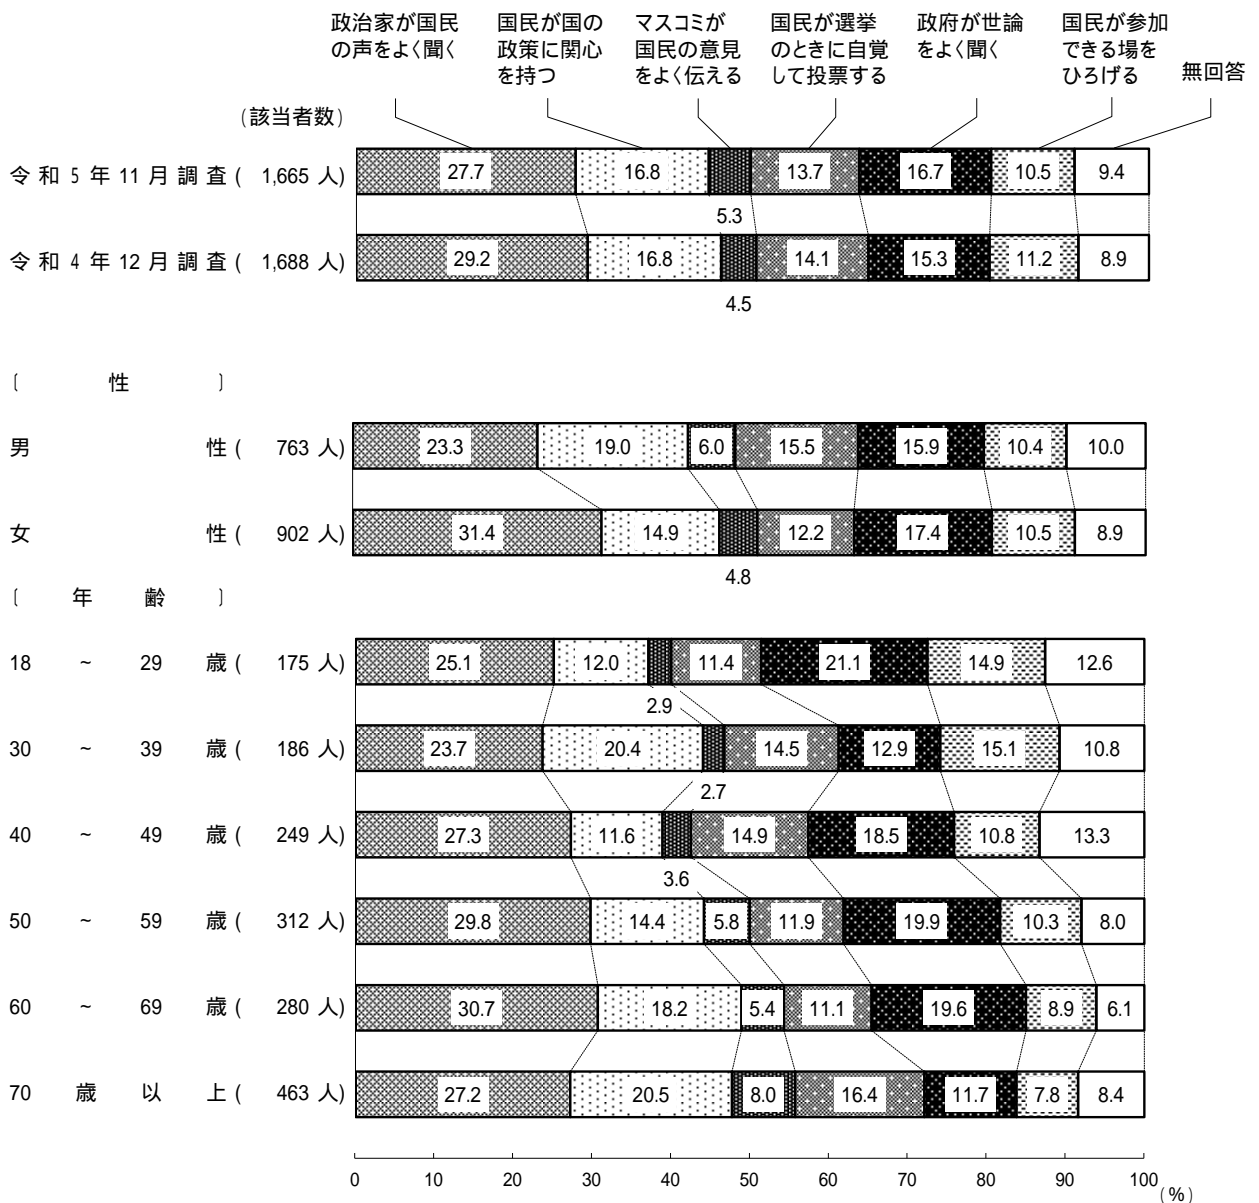 政治家が国民
の声をよく聞く
国民が国の
政策に関心
を持つ
マスコミが
国民の意見
をよく伝える
国民が選挙
のときに自覚
して投票する
政府が世論
をよく聞く
国民が参加
できる場を
ひろげる
無回答
(該当者数)
令和5年11月調査( 1,665 人) 27.7 16.8 13.7 16.7 10.5 9.4
5.3
令和4年12月調査( 1,688 人) 29.2 16.8 14.1 15.3 11.2 8.9
4.5
〔 性 〕
男性( 763 人) 23.3 19.0 6.0 15.5 15.9 10.4 10.0
女性( 902 人) 31.4 14.9 12.2 17.4 10.5 8.9
4.8
〔 年齢 〕
18 ~ 29 歳( 175 人) 25.1 12.0 11.4 21.1 14.9 12.6
2.9
30 ~ 39 歳( 186 人) 23.7 20.4 14.5 12.9 15.1 10.8
2.7
40 ~ 49 歳( 249 人) 27.3 11.6 14.9 18.5 10.8 13.3
3.6
50 ~ 59 歳( 312 人) 29.8 14.4 5.8 11.9 19.9 10.3 8.0
60 ~ 69 歳( 280 人) 30.7 18.2 5.4 11.1 19.6 8.9 6.1
70 歳以上( 463 人) 27.2 20.5 8.0 16.4 11.7 7.8 8.4
0 10 20 30 40 50 60 70 80 90 100
(%)